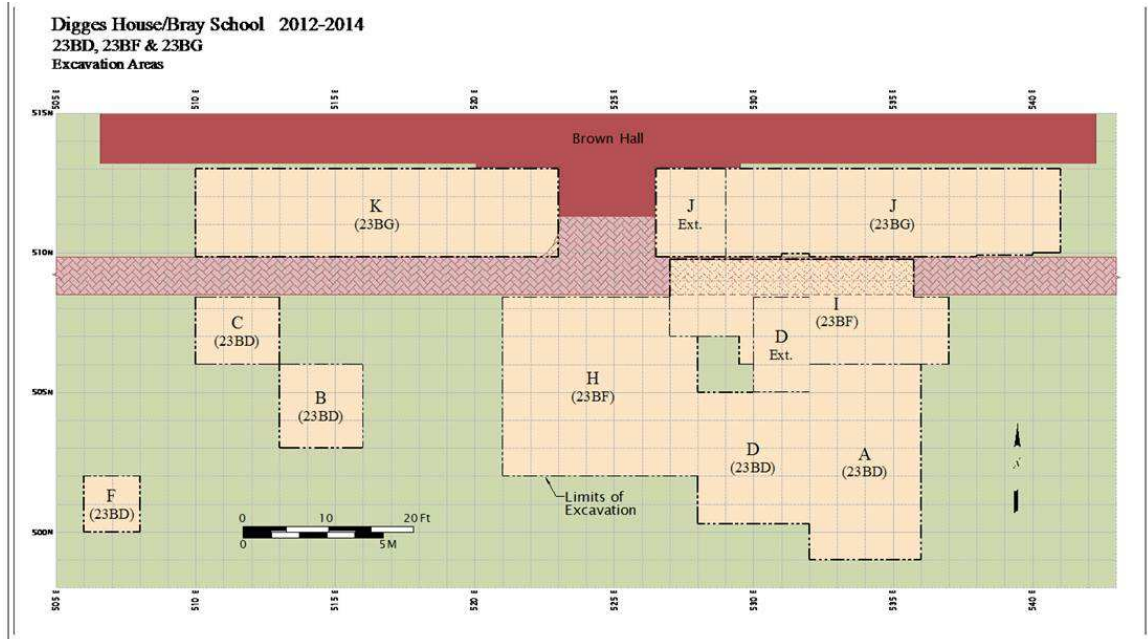 Digges House/Bray School 2012-2014
23BD, 23BF & 23BG
Excavation Areas
505 E
510 E
515 E
520 E
525 E
530 E
535 E
540 E
515N
Brown Hall
K
(23BG)
J
Ext.
J
(23BG)
510N
C
(23BD)
I
(23BF)
D
Ext.
505N
B
(23BD)
H
(23BF)
D
(23BD)
A
(23BD)
F
(23BD)
Limits of
Excavation
500N
0 10 20 Ft
0 5 M
505 E
510 E
515 E
520 E
525 E
530 E
535 E
540 E